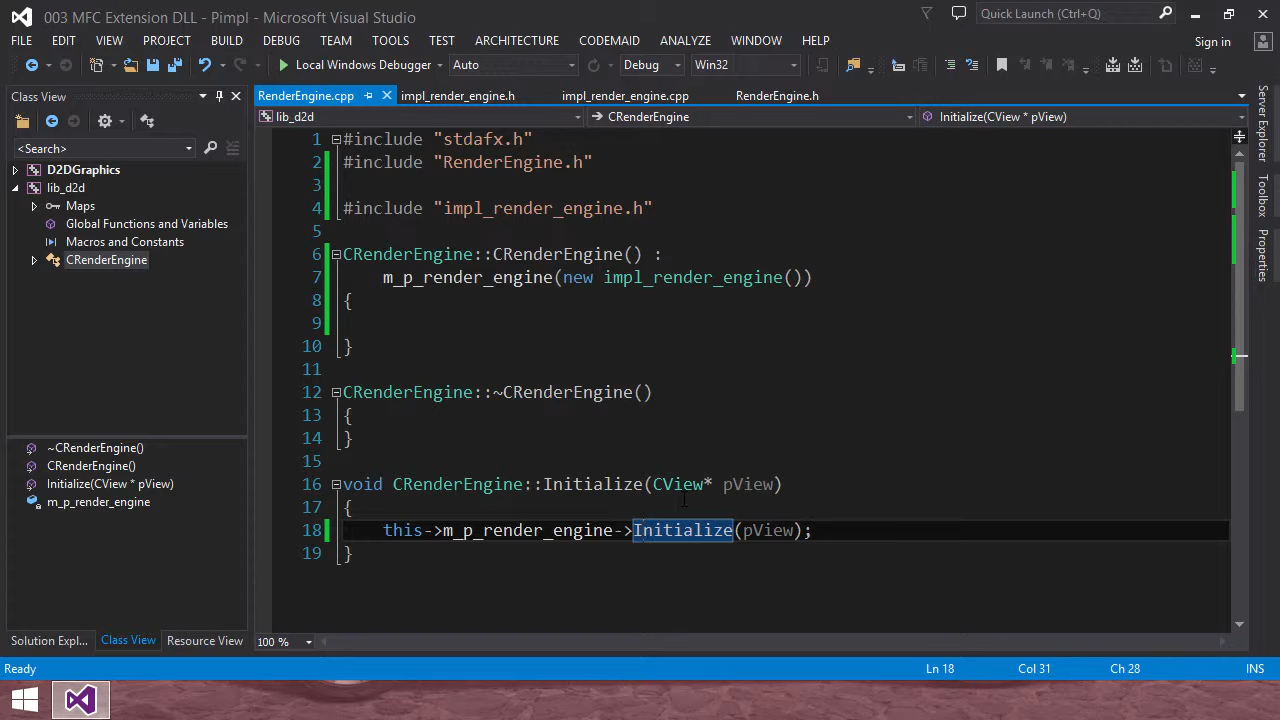 003 MFC Extension DLL - Pimpl - Microsoft Visual Studio
Quick Launch (Ctrl+Q)
FILE EDIT VIEW PROJECT BUILD DEBUG TEAM TOOLS TEST ARCHITECTURE CODEMAID ANALYZE WINDOW HELP
Sign in
Local Windows Debugger Auto Debug Win32
Class View
RenderEngine.cpp impl_render_engine.h impl_render_engine.cpp RenderEngine.h
lib_d2d CRenderEngine Initialize(CView * pView)
<Search>
D2DGraphics
lib_d2d
Maps
Global Functions and Variables
Macros and Constants
CRenderEngine
~CRenderEngine()
CRenderEngine()
Initialize(CView * pView)
m_p_render_engine
Solution Expl... Class View Resource View
1 #include "stdafx.h"
2 #include "RenderEngine.h"
3
4 #include "impl_render_engine.h"
5
6 CRenderEngine::CRenderEngine() :
7 m_p_render_engine(new impl_render_engine())
8 {
9
10 }
11
12 CRenderEngine::~CRenderEngine()
13 {
14 }
15
16 void CRenderEngine::Initialize(CView* pView)
17 {
18 this->m_p_render_engine->Initialize(pView);
19 }
100 %
Server Explorer
Toolbox
Properties
Ready Ln 18 Col 31 Ch 28 INS